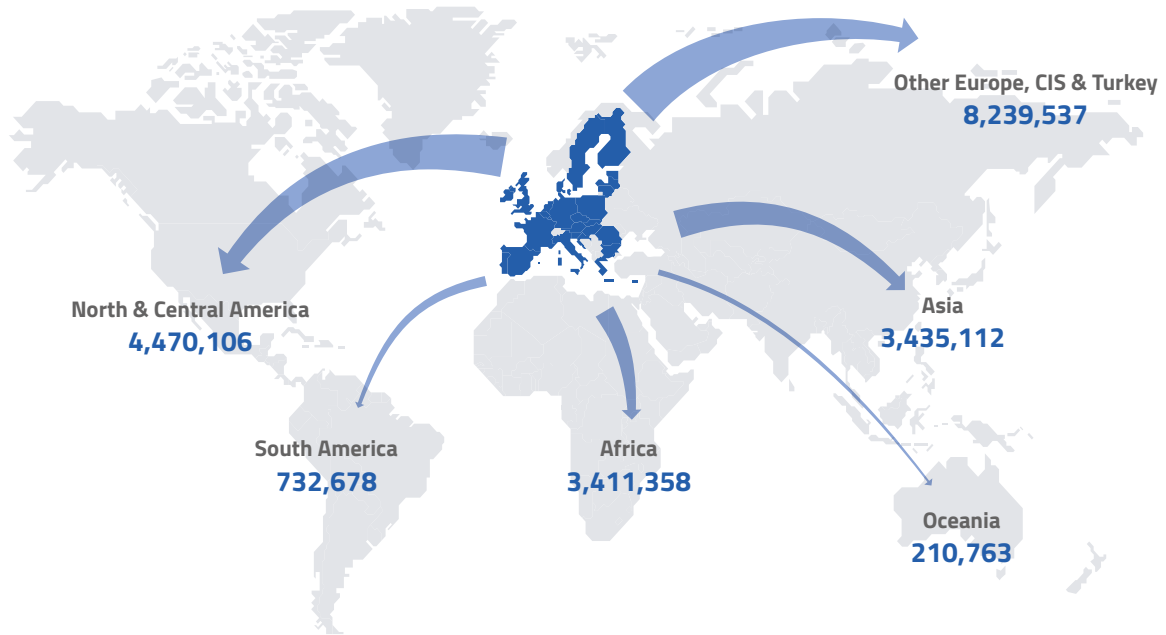 Other Europe, CIS & Turkey
8,239,537
North & Central America
4,470,106
Asia
3,435,112
South America
732,678
Africa
3,411,358
Oceania
210,763